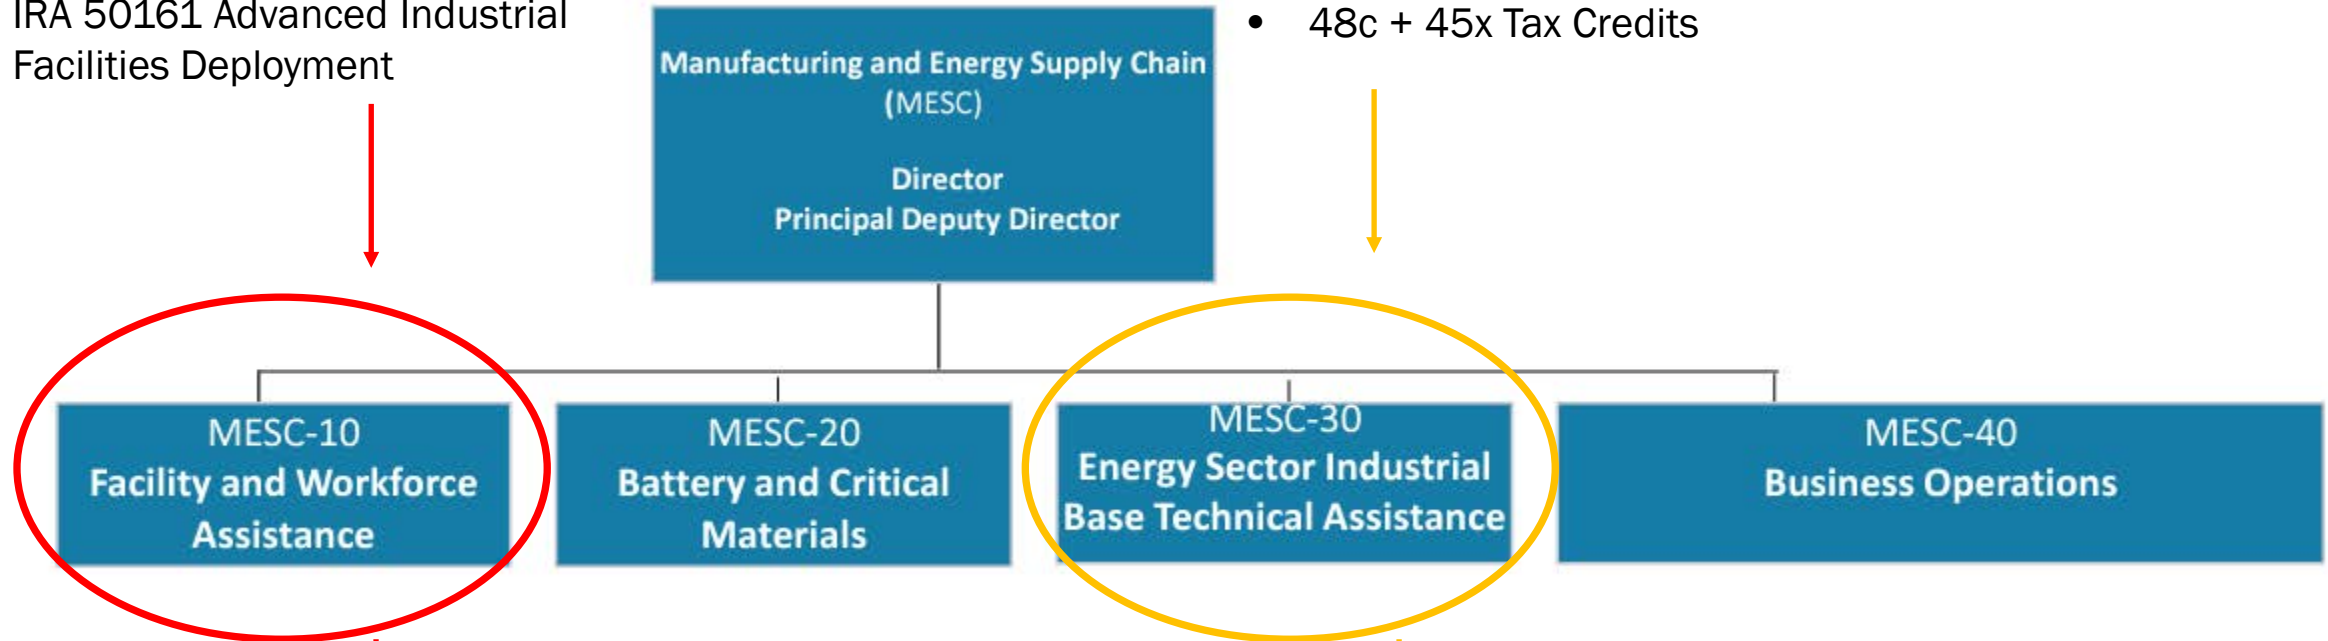 IRA 50161 Advanced Industrial
Facilities Deployment
• 48c + 45x Tax Credits
Manufacturing and Energy Supply Chain
(MESC)
Director
Principal Deputy Director
MESC-10
Facility and Workforce
Assistance
MESC-20
Battery and Critical
Materials
MESC-30
Energy Sector Industrial
Base Technical Assistance
MESC-40
Business Operations